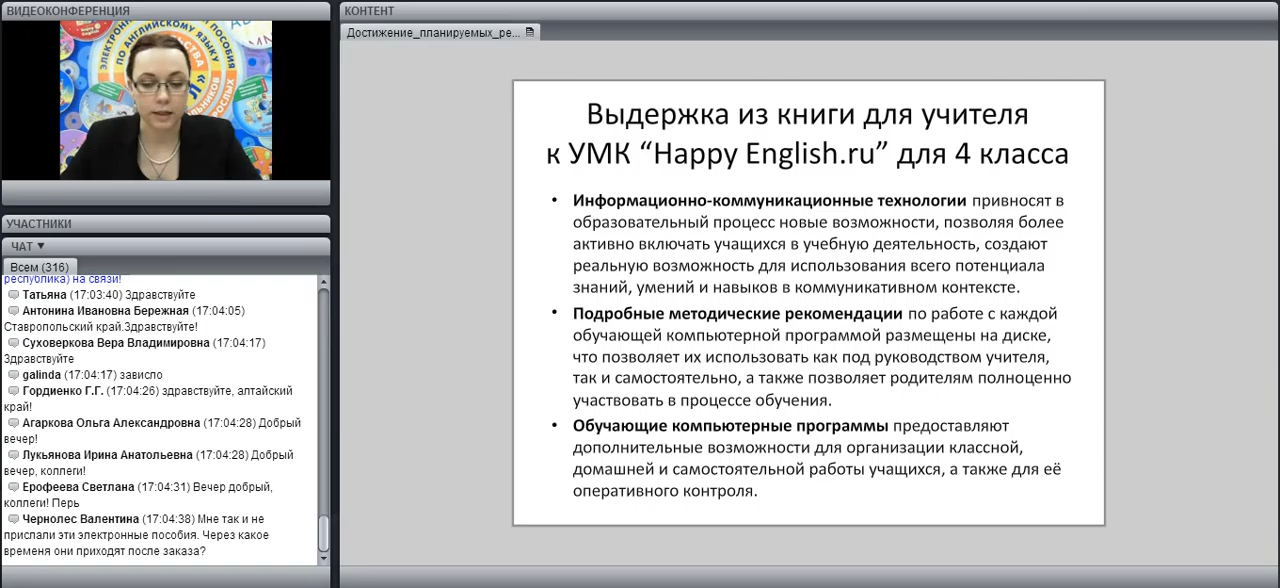 ВИДЕОКОНФЕРЕНЦИЯ
ЭЛЕКТРОН
ПОСОБИЯ
ПО АНГЛИЙСКОМУ ЯЗЫКУ
УЧАСТНИКИ
ЧАТ
Всем (316)
республика) на связи!
Татьяна (17:03:40) Здравствуйте
Антонина Ивановна Бережная (17:04:05)
Ставропольский край.Здравствуйте!
Суховеркова Вера Владимировна (17:04:17)
Здравствуйте
galinda (17:04:17) зависло
Гордиенко Г.Г. (17:04:26) здравствуйте, алтайский
край!
Агаркова Ольга Александровна (17:04:28) Добрый
вечер!
Лукьянова Ирина Анатольевна (17:04:28) Добрый
вечер, коллеги!
Ерофеева Светлана (17:04:31) Вечер добрый,
коллеги! Перь
Чернолес Валентина (17:04:38) Мне так и не
прислали эти электронные пособия. Через какое
временя они приходят после заказа?
КОНТЕНТ
Достижение_планируемых_ре...
Выдержка из книги для учителя
к УМК “Happy English.ru” для 4 класса
• Информационно-коммуникационные технологии привносят в
образовательный процесс новые возможности, позволяя более
активно включать учащихся в учебную деятельность, создают
реальную возможность для использования всего потенциала
знаний, умений и навыков в коммуникативном контексте.
• Подробные методические рекомендации по работе с каждой
обучающей компьютерной программой размещены на диске,
что позволяет их использовать как под руководством учителя,
так и самостоятельно, а также позволяет родителям полноценно
участвовать в процессе обучения.
• Обучающие компьютерные программы предоставляют
дополнительные возможности для организации классной,
домашней и самостоятельной работы учащихся, а также для её
оперативного контроля.